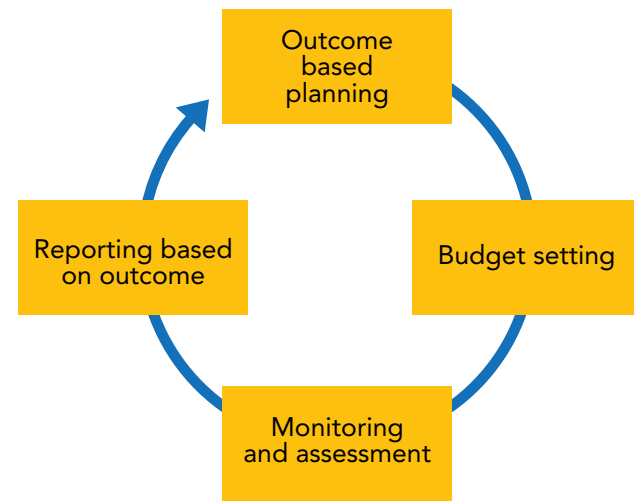 Outcome
based
planning
Budget setting
Monitoring
and assessment
Reporting based
on outcome